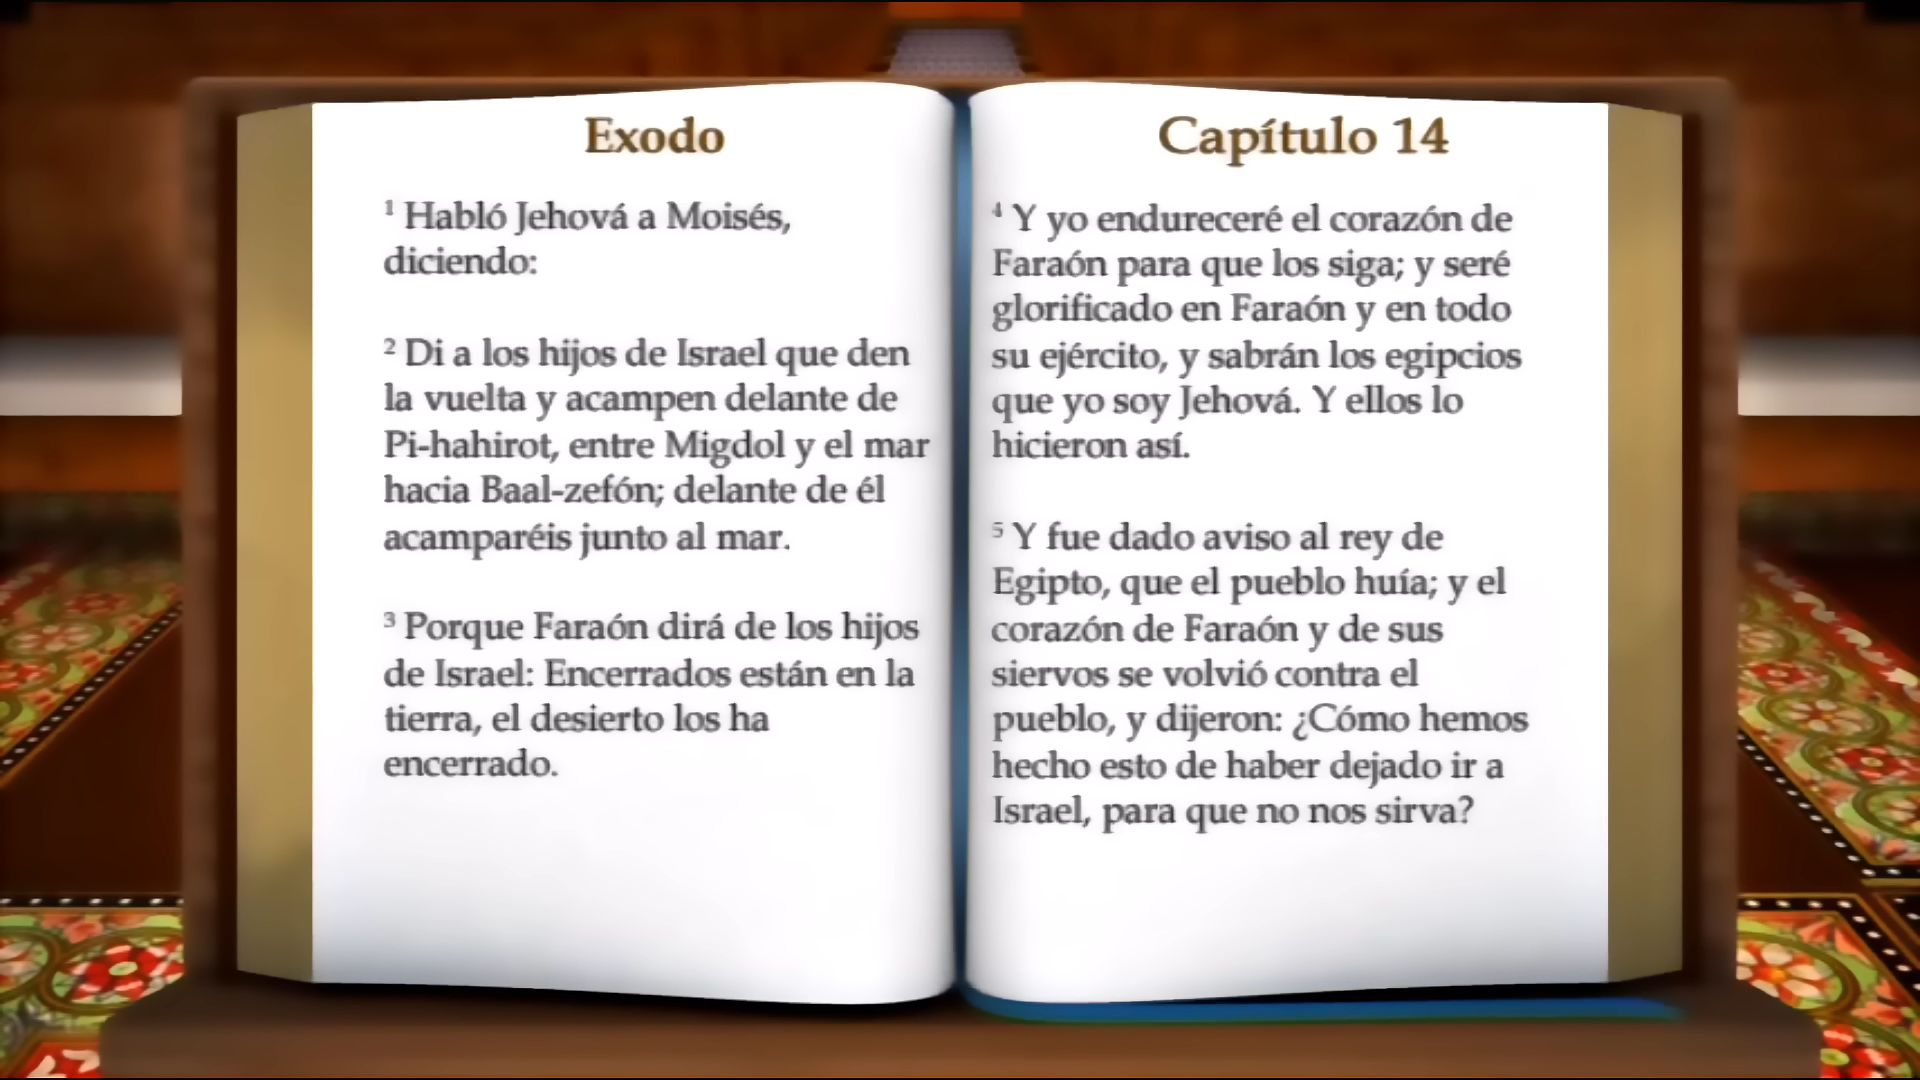 Exodo
1 Habló Jehová a Moisés,
diciendo:
2 Di a los hijos de Israel que den
la vuelta y acampen delante de
Pi-hahirot, entre Migdol y el mar
hacia Baal-zefón; delante de él
acamparéis junto al mar.
3 Porque Faraón dirá de los hijos
de Israel: Encerrados están en la
tierra, el desierto los ha
encerrado.
Capítulo 14
4 Y yo endureceré el corazón de
Faraón para que los siga; y seré
glorificado en Faraón y en todo
su ejército, y sabrán los egipcios
que yo soy Jehová. Y ellos lo
hicieron así.
5 Y fue dado aviso al rey de
Egipto, que el pueblo huía; y el
corazón de Faraón y de sus
siervos se volvió contra el
pueblo, y dijeron: ¿Cómo hemos
hecho esto de haber dejado ir a
Israel, para que no nos sirva?